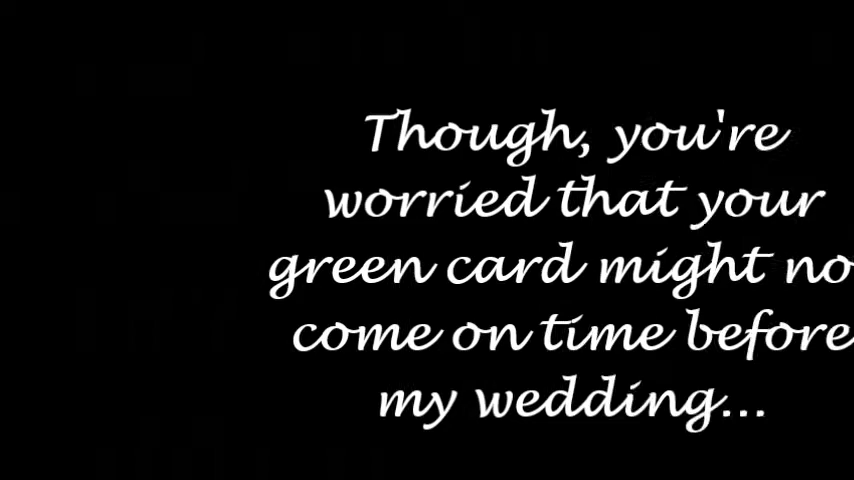 Though, you're
worried that your
green card might no
come on time before
my wedding...